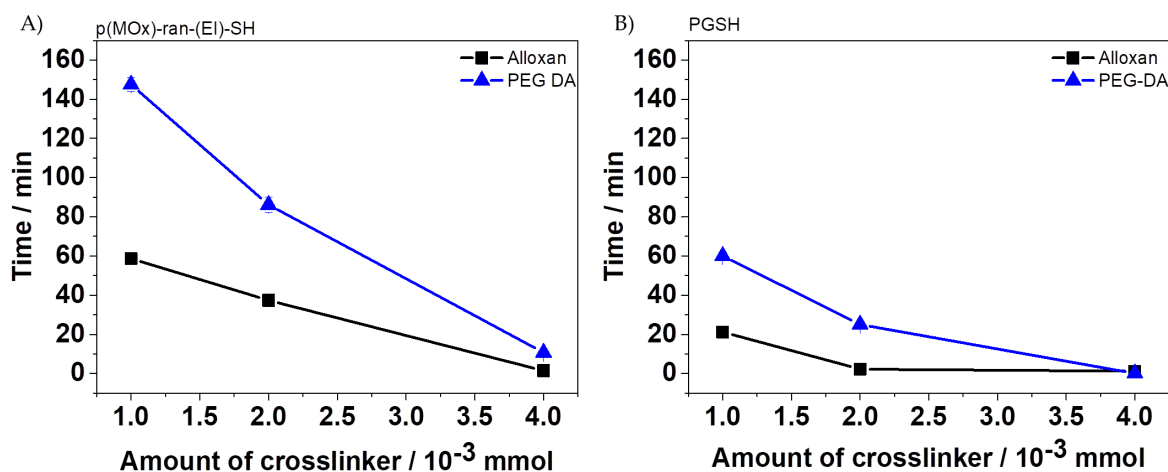 A)
p(MOx)-ran-(EI)-SH
Alloxan
PEG DA
160
140
120
100
80
60
40
20
0
Time / min
1.0 1.5 2.0 2.5 3.0 3.5 4.0
Amount of crosslinker / 10⁻³ mmol
B)
PGSH
Alloxan
PEG-DA
160
140
120
100
80
60
40
20
0
Time / min
1.0 1.5 2.0 2.5 3.0 3.5 4.0
Amount of crosslinker / 10⁻³ mmol